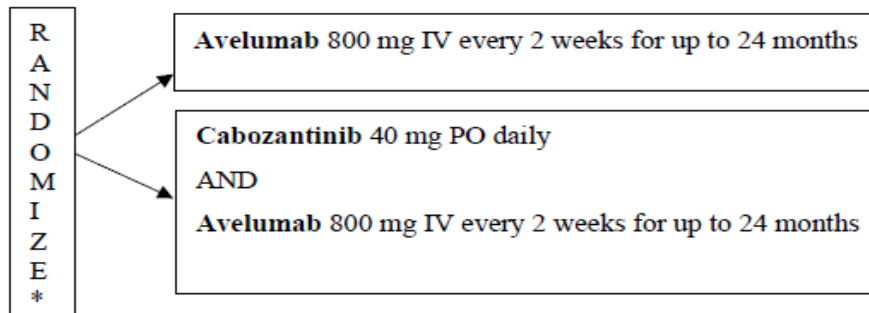 R
A
N
D
O
M
I
Z
E
*
Avelumab 800 mg IV every 2 weeks for up to 24 months
Cabozantinib 40 mg PO daily
AND
Avelumab 800 mg IV every 2 weeks for up to 24 months